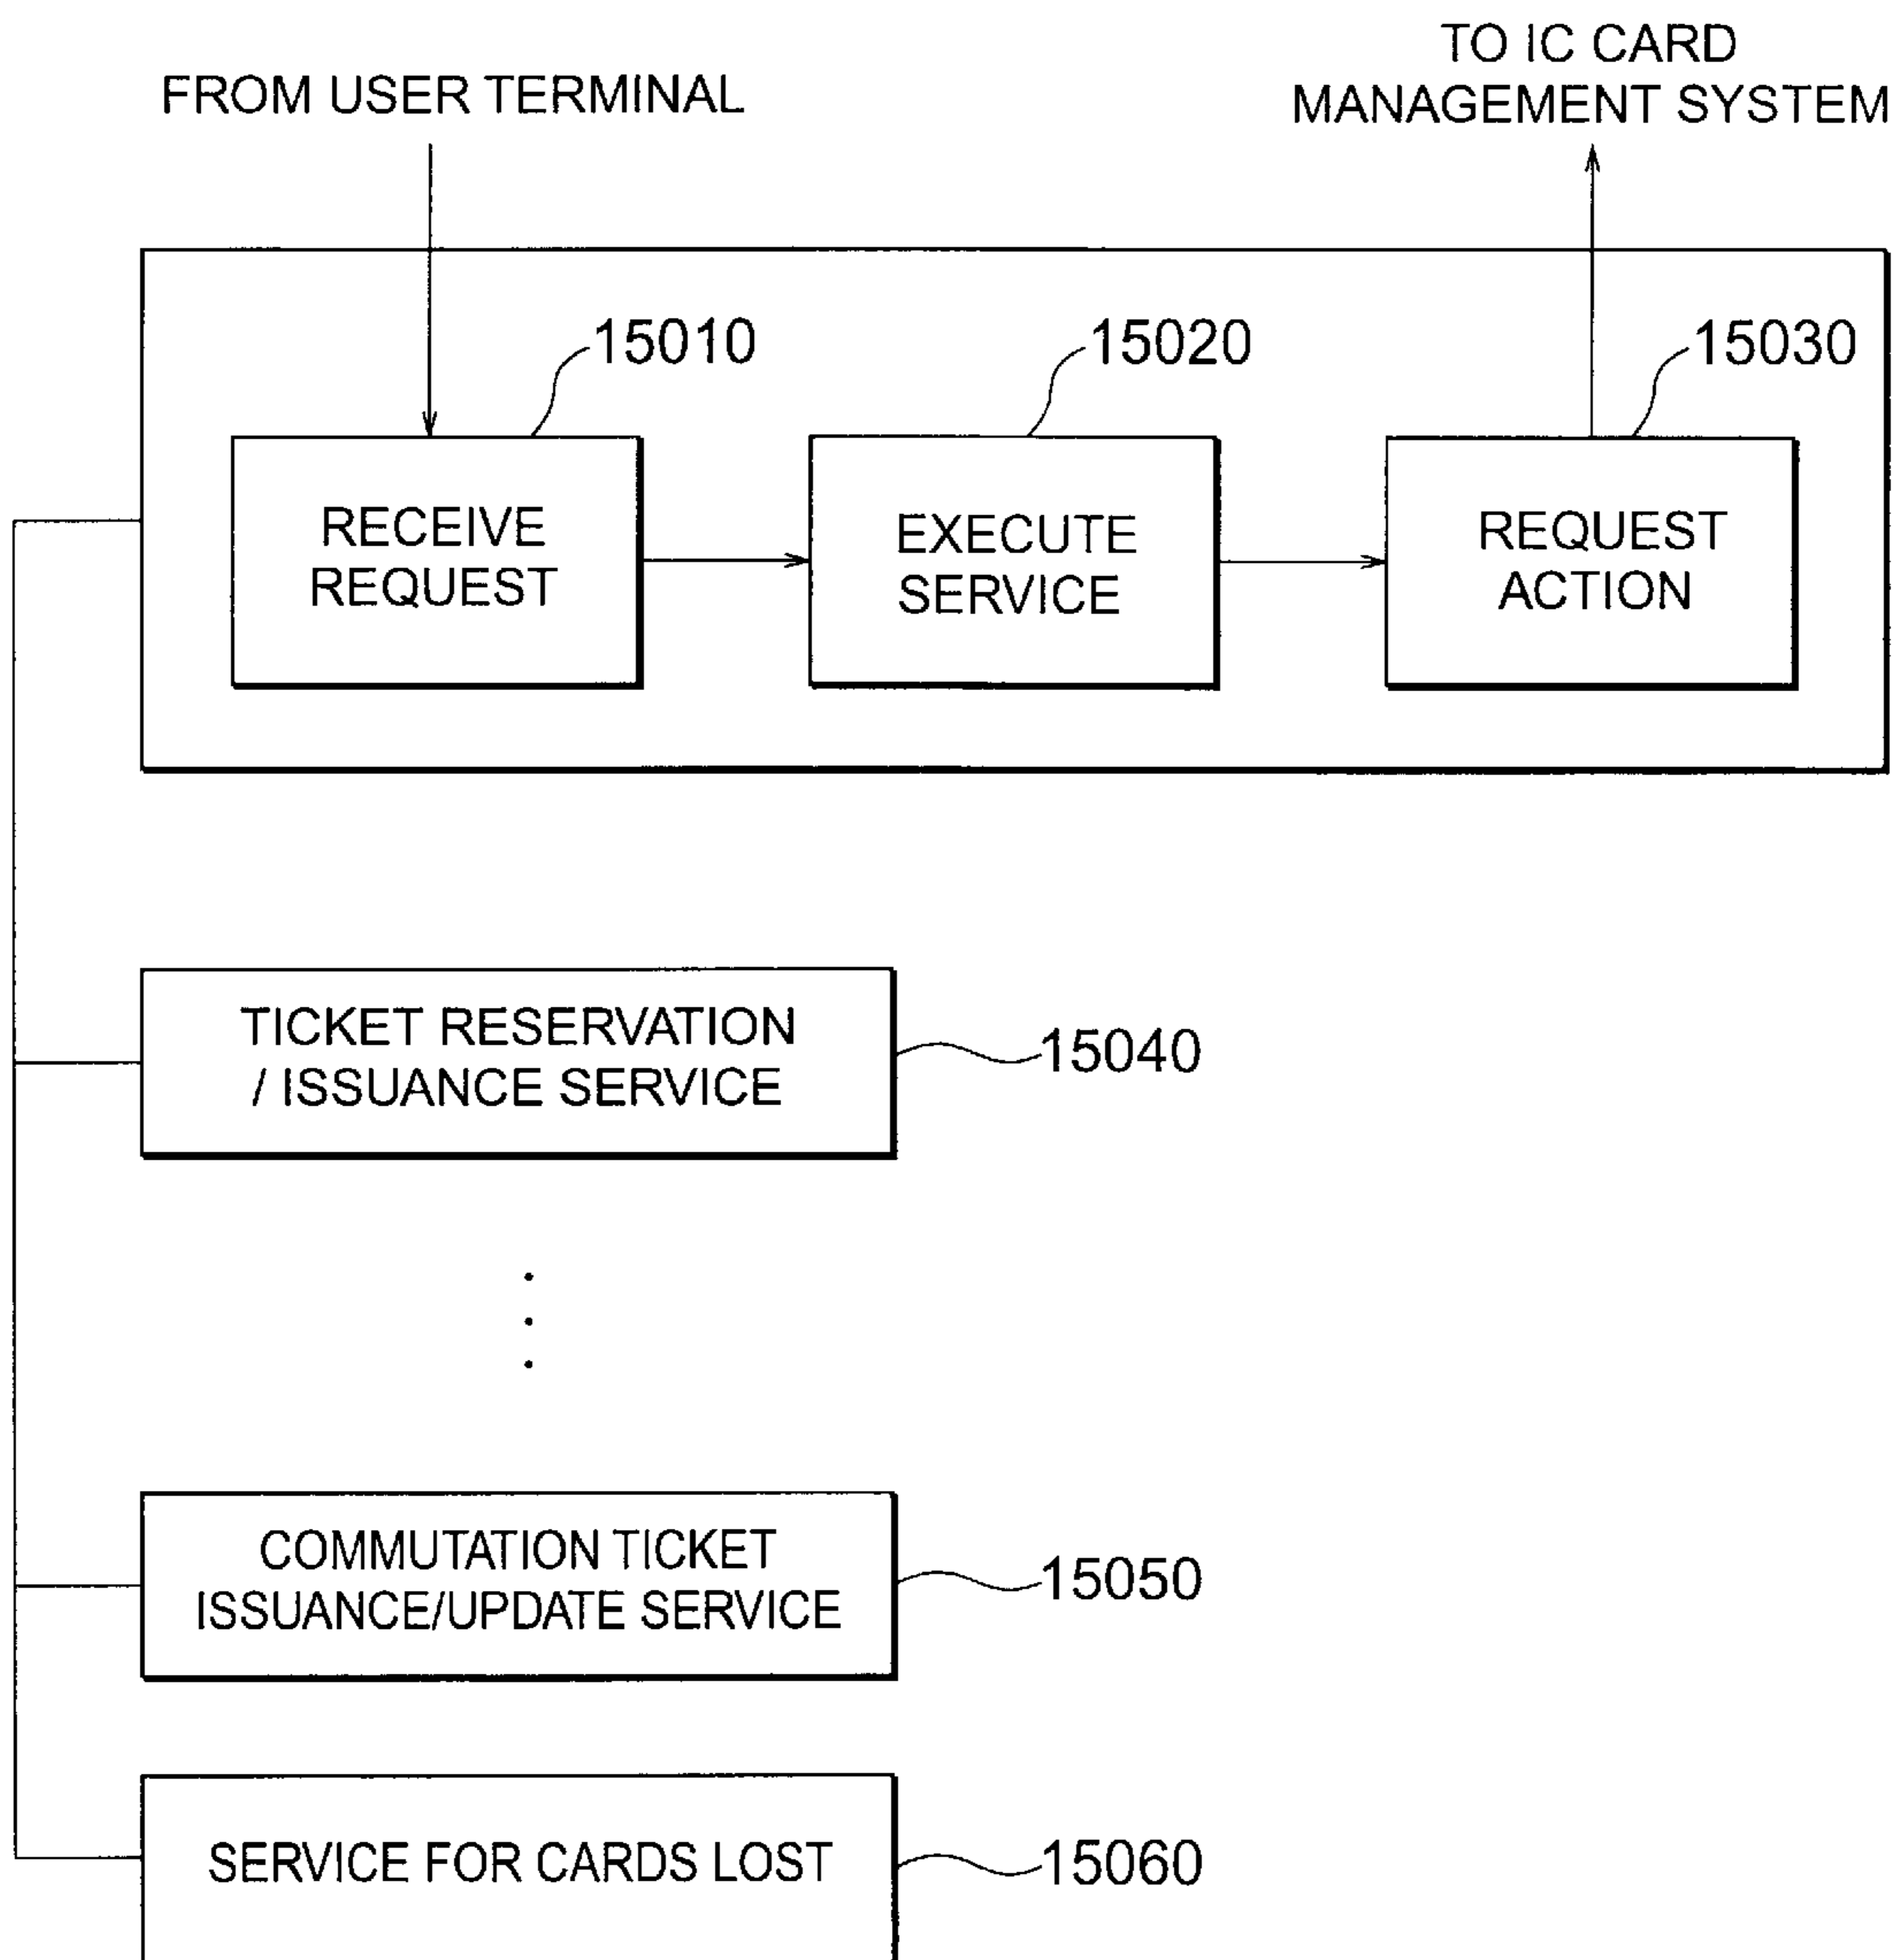 FROM USER TERMINAL
TO IC CARD
MANAGEMENT SYSTEM
15010
15020
15030
RECEIVE
REQUEST
EXECUTE
SERVICE
REQUEST
ACTION
TICKET RESERVATION
/ ISSUANCE SERVICE
15040
COMMUTATION TICKET
ISSUANCE/UPDATE SERVICE
15050
SERVICE FOR CARDS LOST
15060